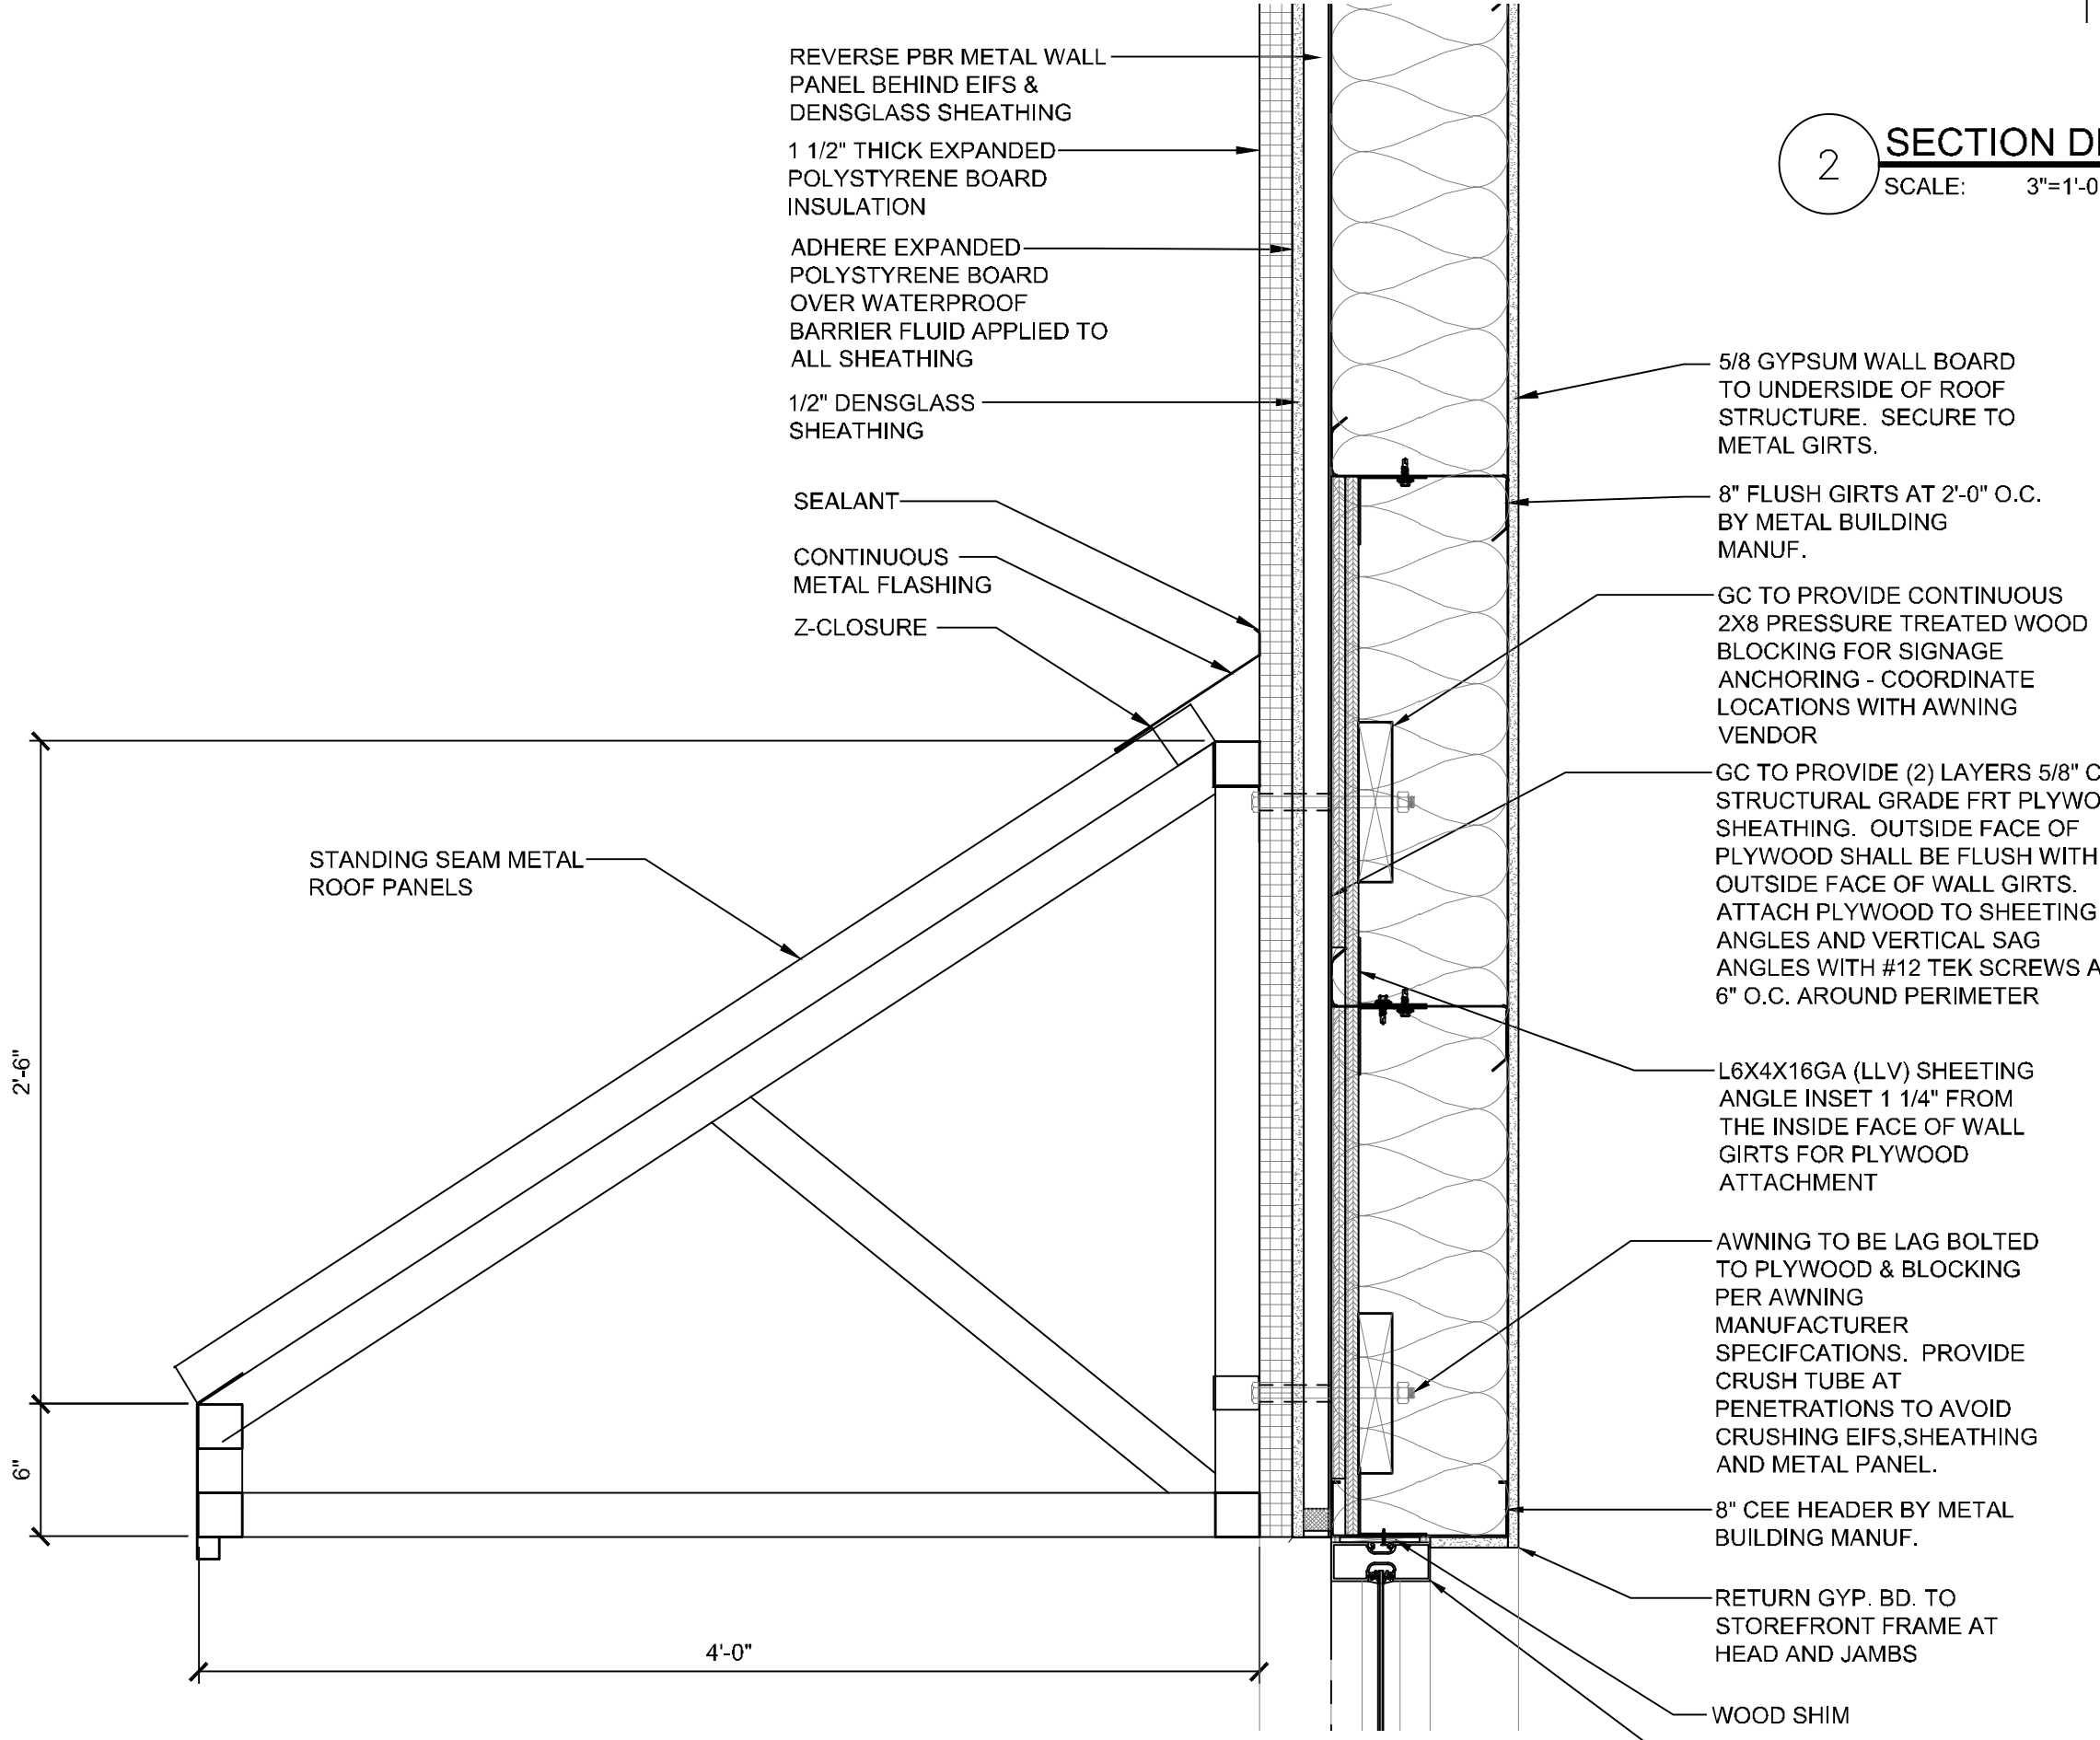 REVERSE PBR METAL WALL
PANEL BEHIND EIFS &
DENSGLASS SHEATHING
1 1/2" THICK EXPANDED
POLYSTYRENE BOARD
INSULATION
ADHERE EXPANDED
POLYSTYRENE BOARD
OVER WATERPROOF
BARRIER FLUID APPLIED TO
ALL SHEATHING
1/2" DENSGLASS
SHEATHING
SEALANT
CONTINUOUS
METAL FLASHING
Z-CLOSURE
STANDING SEAM METAL
ROOF PANELS
2'-6"
6"
4'-0"
2
SECTION
SCALE: 3"=1'-0
5/8 GYPSUM WALL BOARD
TO UNDERSIDE OF ROOF
STRUCTURE. SECURE TO
METAL GIRTS.
8" FLUSH GIRTS AT 2'-0" O.C.
BY METAL BUILDING
MANUF.
GC TO PROVIDE CONTINUOUS
2X8 PRESSURE TREATED WOOD
BLOCKING FOR SIGNAGE
ANCHORING - COORDINATE
LOCATIONS WITH AWNING
VENDOR
GC TO PROVIDE (2) LAYERS 5/8"
STRUCTURAL GRADE FRT
SHEATHING. OUTSIDE FACE OF
PLYWOOD SHALL BE FLUSH WITH
OUTSIDE FACE OF WALL GIRTS.
ATTACH PLYWOOD TO SHEETING
ANGLES AND VERTICAL SAG
ANGLES WITH #12 TEK SCREWS
6" O.C. AROUND PERIMETER
L6X4X16GA (LLV) SHEETING
ANGLE INSET 1 1/4" FROM
THE INSIDE FACE OF WALL
GIRTS FOR PLYWOOD
ATTACHMENT
AWNING TO BE LAG BOLTED
TO PLYWOOD & BLOCKING
PER AWNING
MANUFACTURER
SPECIFCATIONS. PROVIDE
CRUSH TUBE AT
PENETRATIONS TO AVOID
CRUSHING EIFS,SHEATHING
AND METAL PANEL.
8" CEE HEADER BY METAL
BUILDING MANUF.
RETURN GYP. BD. TO
STOREFRONT FRAME AT
HEAD AND JAMBS
WOOD SHIM